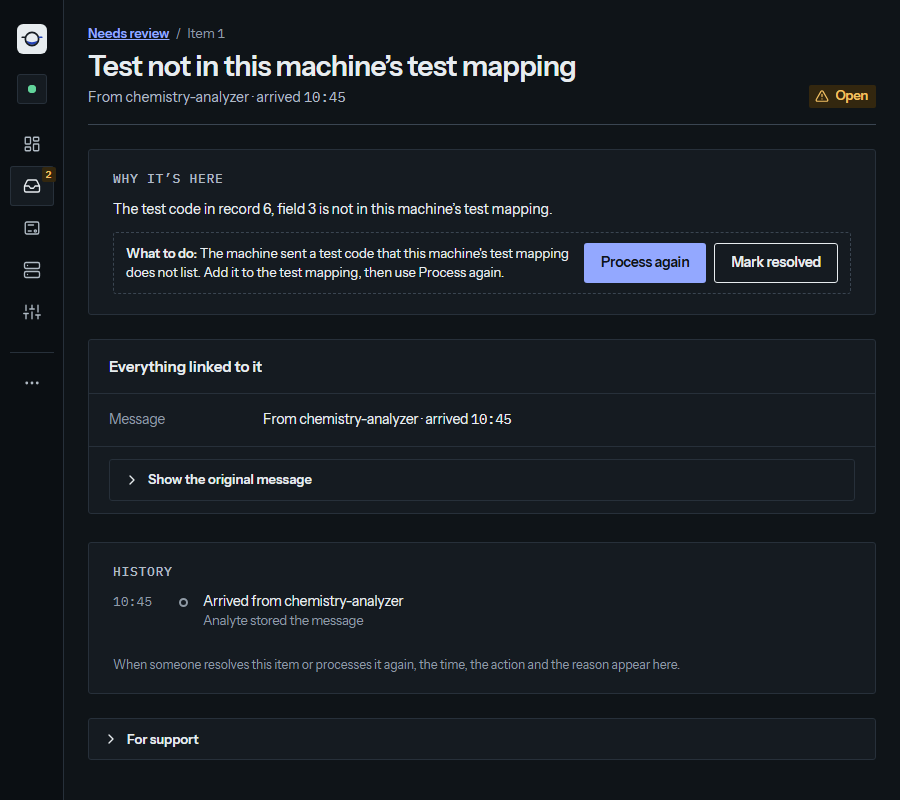 Needs review / Item 1
Test not in this machine’s test mapping
From chemistry-analyzer · arrived 10:45
Open
2
WHY IT’S HERE
The test code in record 6, field 3 is not in this machine’s test mapping.
What to do: The machine sent a test code that this machine’s test mapping
does not list. Add it to the test mapping, then use Process again.
Process again
Mark resolved
Everything linked to it
Message From chemistry-analyzer · arrived 10:45
Show the original message
HISTORY
10:45 Arrived from chemistry-analyzer
Analyte stored the message
When someone resolves this item or processes it again, the time, the action and the reason appear here.
For support